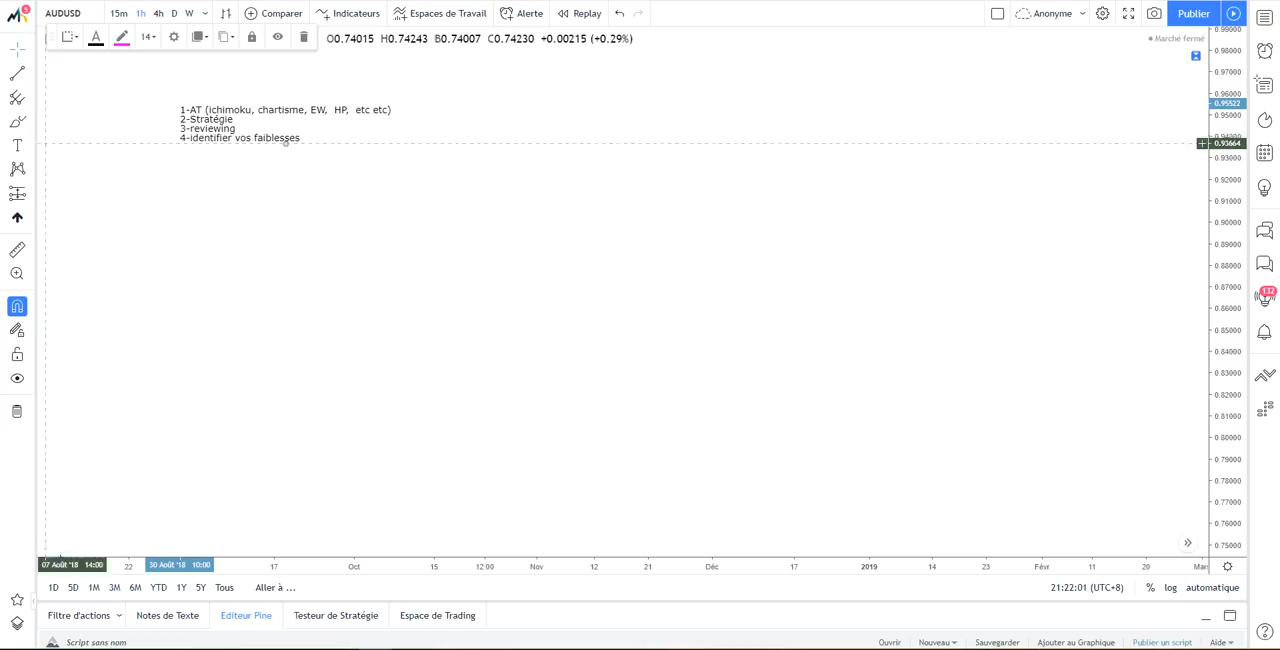 5
AUDUSD 15m 1h 4h D W Comparer Indicateurs Espaces de Travail Alerte Replay Anonyme Publier
14 O0.74015 H0.74243 B0.74007 C0.74230 +0.00215 (+0.29%)
Marché fermé
0.99000
0.98000
0.97000
0.96000
0.95522
1-AT (ichimoku, chartisme, EW, HP, etc etc)
0.95000
2-Stratégie
3-reviewing
0.94000
4-identifier vos faiblesses
0.93664
0.93000
0.92000
0.91000
0.90000
0.89000
0.88000
0.87000
132
0.86000
0.85000
0.84000
0.83000
0.82000
0.81000
0.80000
0.79000
0.78000
0.77000
0.76000
0.75000
07 Août '18 14:00 22 30 Août '18 10:00 17 Oct 15 12:00 Nov 12 21 Déc 17 2019 14 23 Févr 11 20 Mars
1D 5D 1M 3M 6M YTD 1Y 5Y Tous Aller à ... 21:22:01 (UTC+8) % log automatique
Filtre d'actions Notes de Texte Editeur Pine Testeur de Stratégie Espace de Trading
Script sans nom Ouvrir Nouveau Sauvegarder Ajouter au Graphique Publier un script Aide